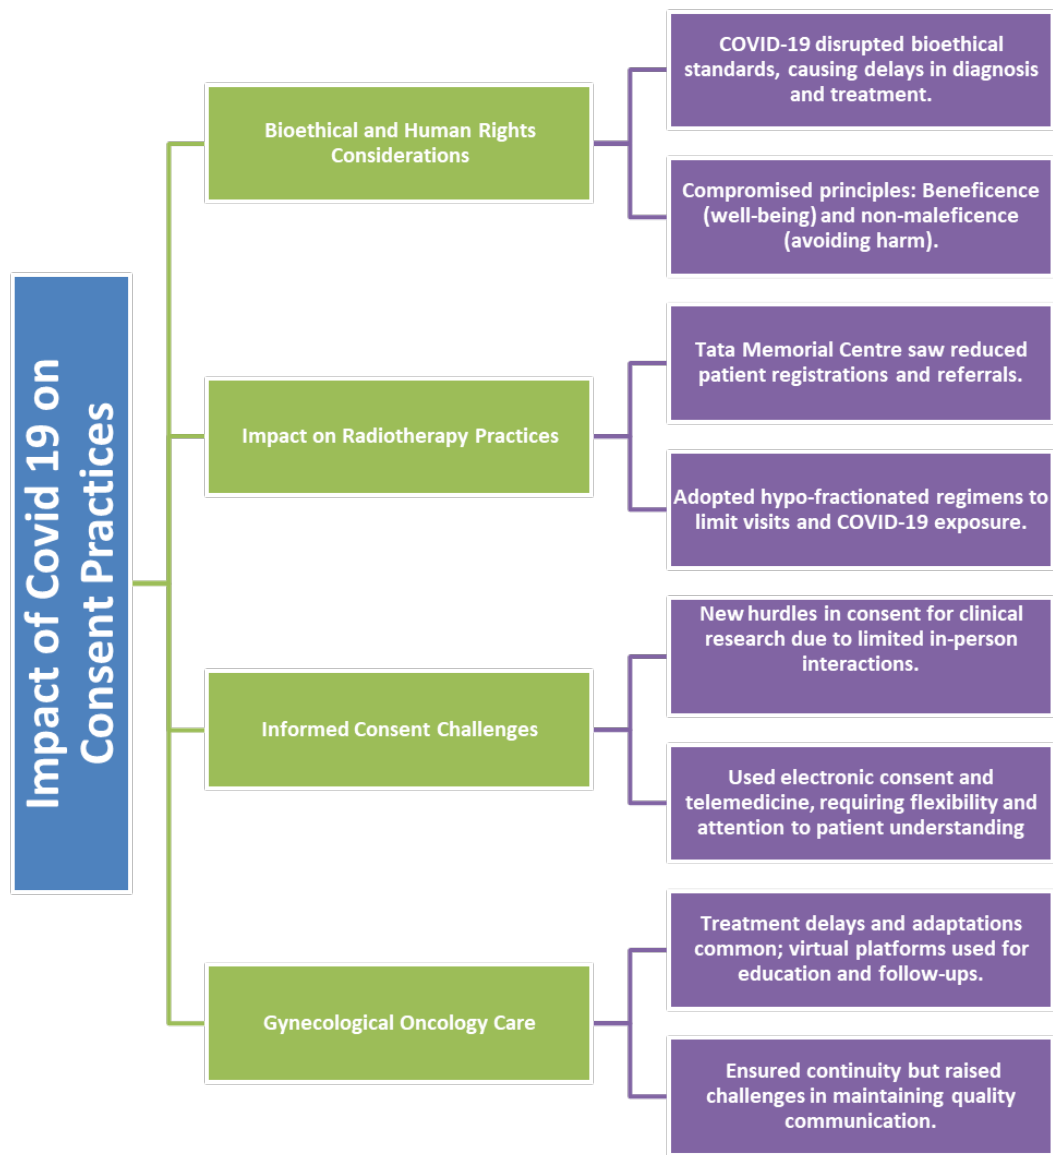 Impact of Covid 19 on
Consent Practices
Bioethical and Human Rights
Considerations
COVID-19 disrupted bioethical
standards, causing delays in diagnosis
and treatment.
Compromised principles: Beneficence
(well-being) and non-maleficence
(avoiding harm).
Impact on Radiotherapy Practices
Tata Memorial Centre saw reduced
patient registrations and referrals.
Adopted hypo-fractionated regimens to
limit visits and COVID-19 exposure.
Informed Consent Challenges
New hurdles in consent for clinical
research due to limited in-person
interactions.
Used electronic consent and
telemedicine, requiring flexibility and
attention to patient understanding
Gynecological Oncology Care
Treatment delays and adaptations
common; virtual platforms used for
education and follow-ups.
Ensured continuity but raised
challenges in maintaining quality
communication.